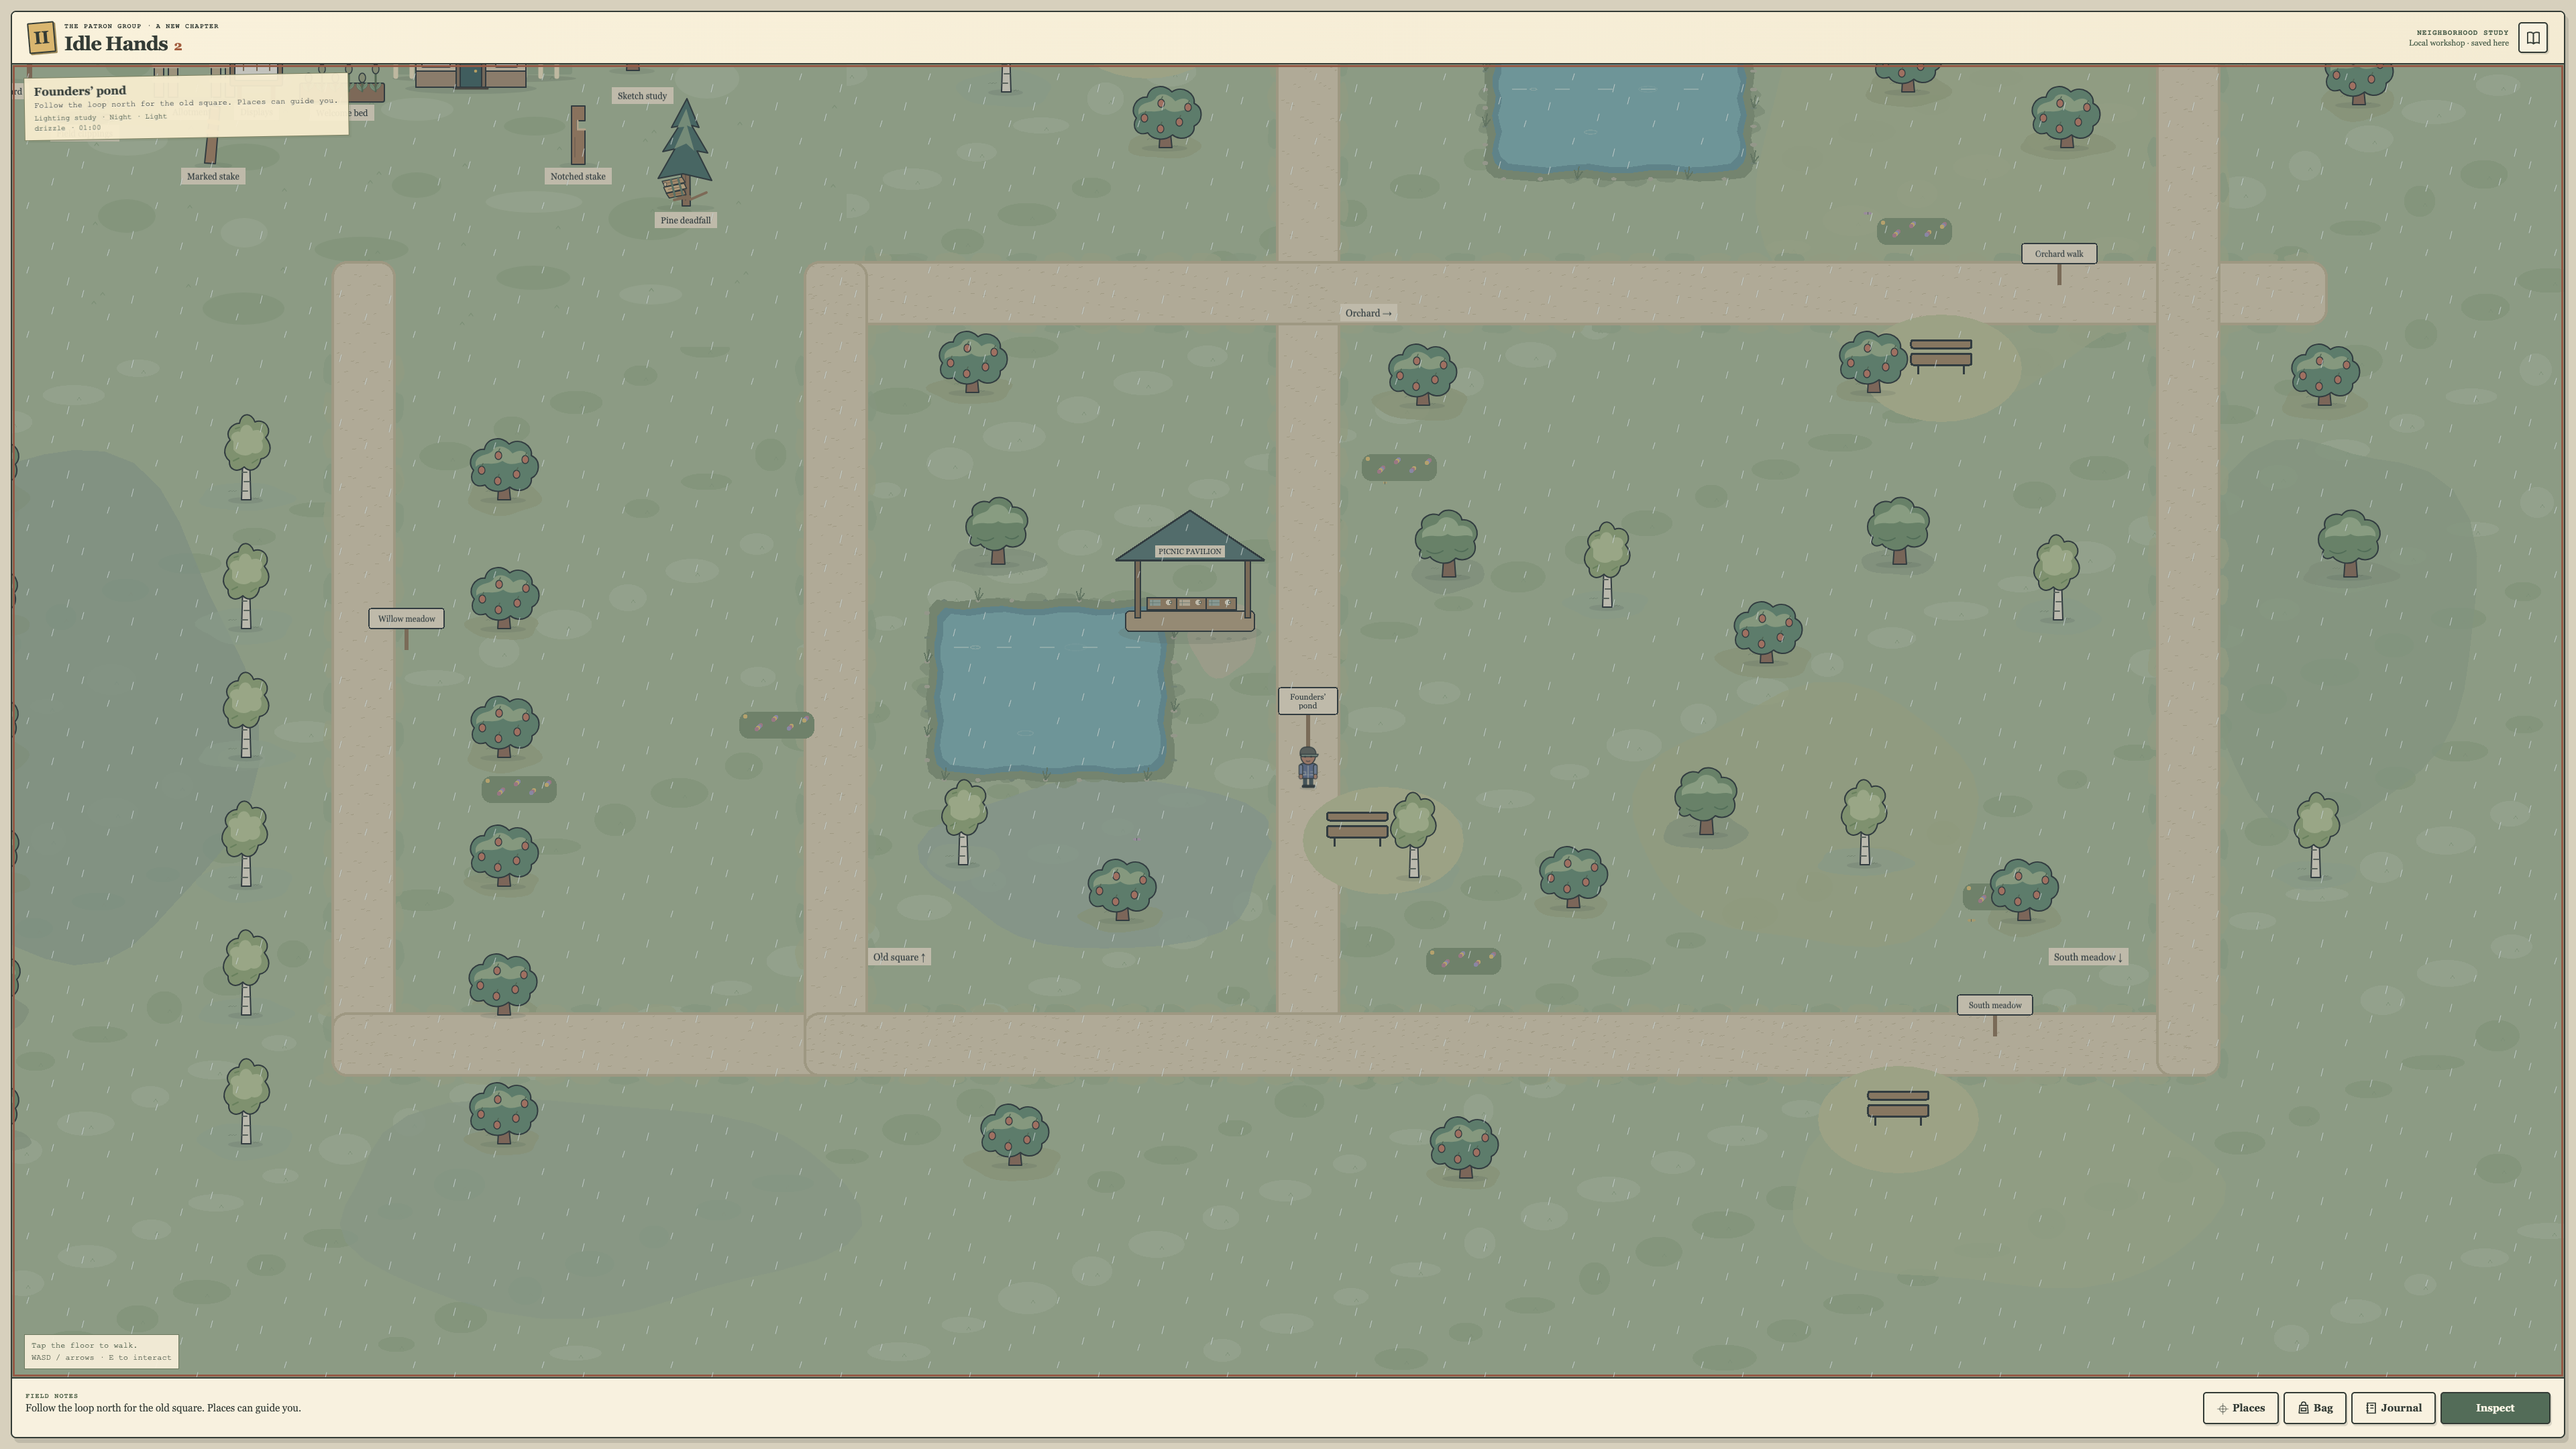 II
THE PATRON GROUP · A NEW CHAPTER
Idle Hands 2
NEIGHBORHOOD STUDY
Local workshop · saved here
Founders' pond
Follow the loop north for the old square. Places can guide you.
Lighting study · Night · Light
drizzle · 01:00
bed
Sketch study
Marked stake
Notched stake
Pine deadfall
Orchard walk
Orchard →
PICNIC PAVILION
Willow meadow
Founders'
pond
Old square ↑
South meadow ↓
South meadow
Tap the floor to walk.
WASD / arrows · E to interact
FIELD NOTES
Follow the loop north for the old square. Places can guide you.
Places
Bag
Journal
Inspect